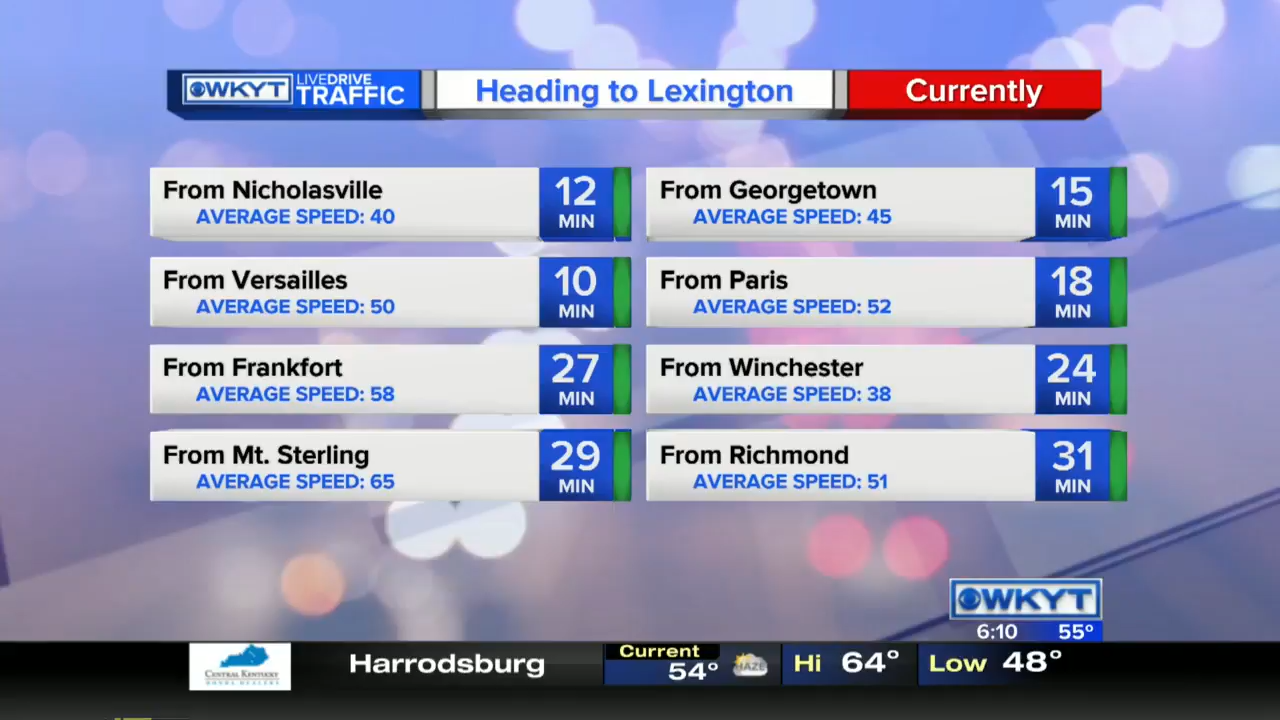 WKYT LIVEDRIVE TRAFFIC
Heading to Lexington
Currently
From Nicholasville
AVERAGE SPEED: 40
12 MIN
From Georgetown
AVERAGE SPEED: 45
15 MIN
From Versailles
AVERAGE SPEED: 50
10 MIN
From Paris
AVERAGE SPEED: 52
18 MIN
From Frankfort
AVERAGE SPEED: 58
27 MIN
From Winchester
AVERAGE SPEED: 38
24 MIN
From Mt. Sterling
AVERAGE SPEED: 65
29 MIN
From Richmond
AVERAGE SPEED: 51
31 MIN
WKYT
6:10 55°
CENTRAL KENTUCKY
HONDA DEALERS
Harrodsburg
Current
54°
HAZE
Hi 64°
Low 48°